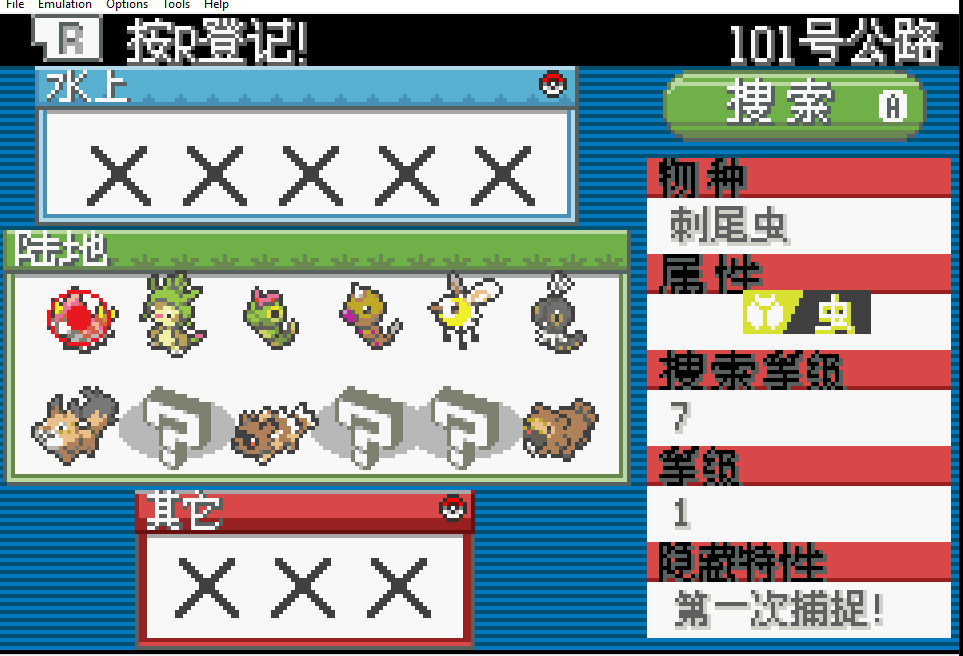 File Emulation Options Tools Help
R 按R登记! 101号公路
水上
搜索 A
陆地
物种
刺尾虫
属性
虫
搜索等级
7
等级
1
其它
隐藏特性
第一次捕捉!